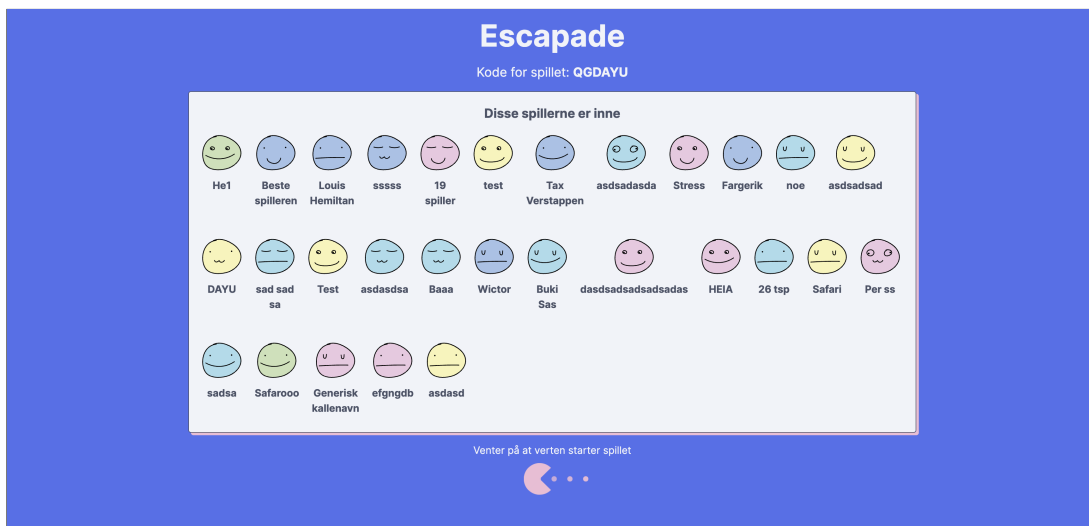 Escapade
Kode for spillet: QGDAYU
Disse spillerne er inne
He1 Beste spilleren Louis Hemiltan sssss 19 spiller test Tax Verstappen asdsadasda Stress Fargerik noe asdsadsad
DAYU sad sad sa Test asdasdsa Baaa Wictor Buki Sas dasdsadsadsadsadas HEIA 26 tsp Safari Per ss
sadsa Safarooo Generisk kallenavn efgngdb asdasd
Venter på at verten starter spillet